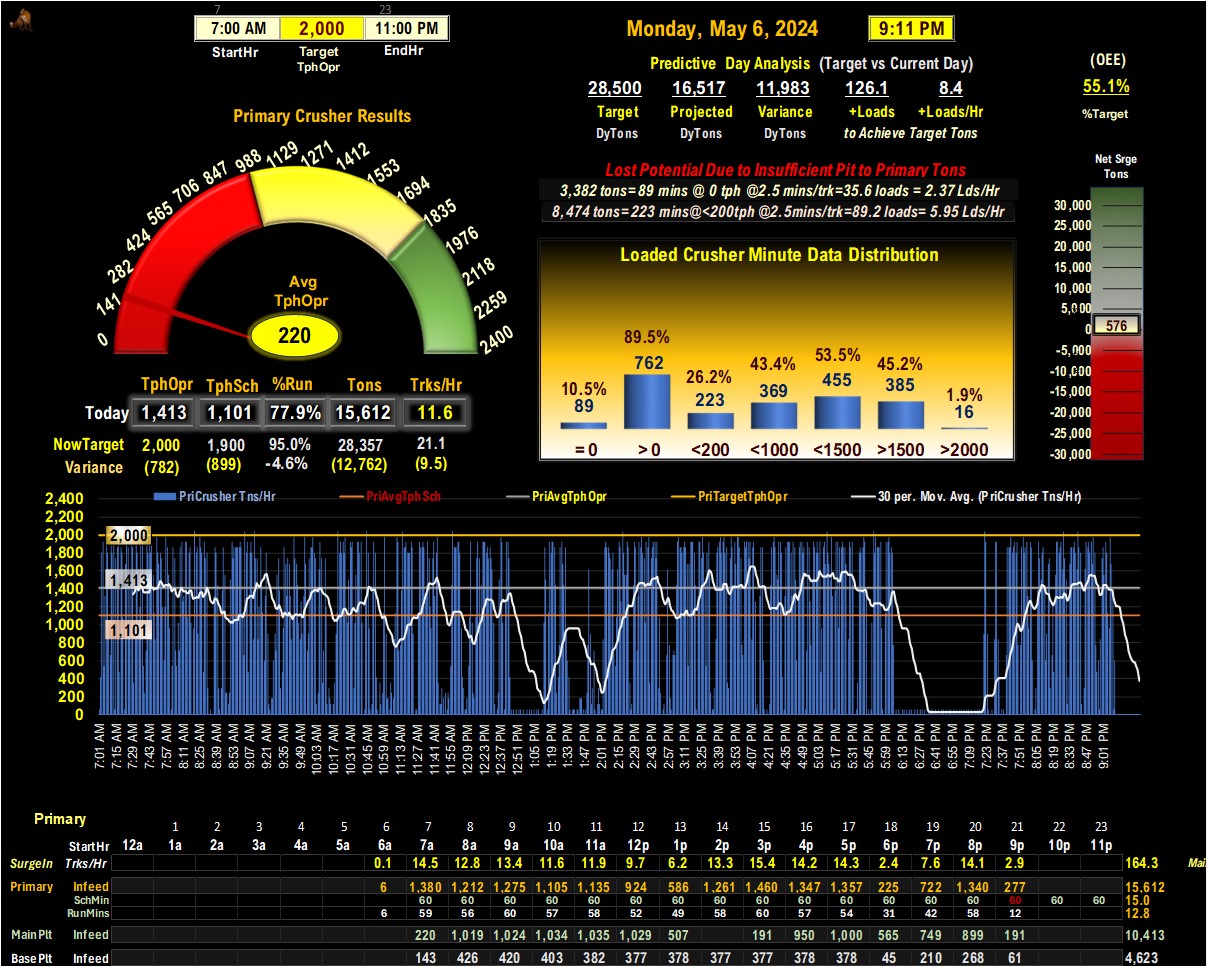 7 23
7:00 AM 2,000 11:00 PM
StartHr Target TphOpr EndHr
Monday, May 6, 2024 9:11 PM
Predictive Day Analysis (Target vs Current Day)
28,500 16,517 11,983 126.1 8.4
Target Projected Variance +Loads +Loads/Hr
DyTons DyTons DyTons to Achieve Target Tons
(OEE)
55.1%
%Target
Primary Crusher Results
0 141 282 424 565 706 847 988 1129 1271 1412 1553 1694 1835 1976 2118 2259 2400
Avg
TphOpr
220
TphOpr TphSch %Run Tons Trks/Hr
Today 1,413 1,101 77.9% 15,612 11.6
NowTarget 2,000 1,900 95.0% 28,357 21.1
Variance (782) (899) -4.6% (12,762) (9.5)
Lost Potential Due to Insufficient Pit to Primary Tons
3,382 tons=89 mins @ 0 tph @2.5 mins/trk=35.6 loads = 2.37 Lds/Hr
8,474 tons=223 mins@<200tph @2.5mins/trk=89.2 loads= 5.95 Lds/Hr
Loaded Crusher Minute Data Distribution
10.5% 89.5% 26.2% 43.4% 53.5% 45.2% 1.9%
89 762 223 369 455 385 16
=0 >0 <200 <1000 <1500 >1500 >2000
Net Srge
Tons
30,000
25,000
20,000
15,000
10,000
5,000
0
576
-5,000
-10,000
-15,000
-20,000
-25,000
-30,000
PriCrusher Tns/Hr PriAvgTphSch PriAvgTphOpr PriTargetTphOpr 30 per. Mov. Avg. (PriCrusher Tns/Hr)
2,400
2,200
2,000
1,800
1,600
1,400
1,200
1,000
800
600
400
200
0
2,000
1,413
1,101
7:01 AM 7:15 AM 7:29 AM 7:43 AM 7:57 AM 8:11 AM 8:25 AM 8:39 AM 8:53 AM 9:07 AM 9:21 AM 9:35 AM 9:49 AM 10:03 AM 10:17 AM 10:31 AM 10:45 AM 10:59 AM 11:13 AM 11:27 AM 11:41 AM 11:55 AM 12:09 PM 12:23 PM 12:37 PM 12:51 PM 1:05 PM 1:19 PM 1:33 PM 1:47 PM 2:01 PM 2:15 PM 2:29 PM 2:43 PM 2:57 PM 3:11 PM 3:25 PM 3:39 PM 3:53 PM 4:07 PM 4:21 PM 4:35 PM 4:49 PM 5:03 PM 5:17 PM 5:31 PM 5:45 PM 5:59 PM 6:13 PM 6:27 PM 6:41 PM 6:55 PM 7:09 PM 7:23 PM 7:37 PM 7:51 PM 8:05 PM 8:19 PM 8:33 PM 8:47 PM 9:01 PM
Primary
1 2 3 4 5 6 7 8 9 10 11 12 13 14 15 16 17 18 19 20 21 22 23
StartHr 12a 1a 2a 3a 4a 5a 6a 7a 8a 9a 10a 11a 12p 1p 2p 3p 4p 5p 6p 7p 8p 9p 10p 11p
SurgeIn Trks/Hr 0.1 14.5 12.8 13.4 11.6 11.9 9.7 6.2 13.3 15.4 14.2 14.3 2.4 7.6 14.1 2.9 164.3
Primary Infeed 6 1,380 1,212 1,275 1,105 1,135 924 586 1,261 1,460 1,347 1,357 225 722 1,340 277 15,612
SchMin 60 60 60 60 60 60 60 60 60 60 60 60 60 60 60 60 60 15.0
RunMins 6 59 56 60 57 58 52 49 58 60 57 54 31 42 58 12 12.8
MainPlt Infeed 220 1,019 1,024 1,034 1,035 1,029 507 191 950 1,000 565 749 899 191 10,413
BasePlt Infeed 143 426 420 403 382 377 378 377 377 378 378 45 210 268 61 4,623